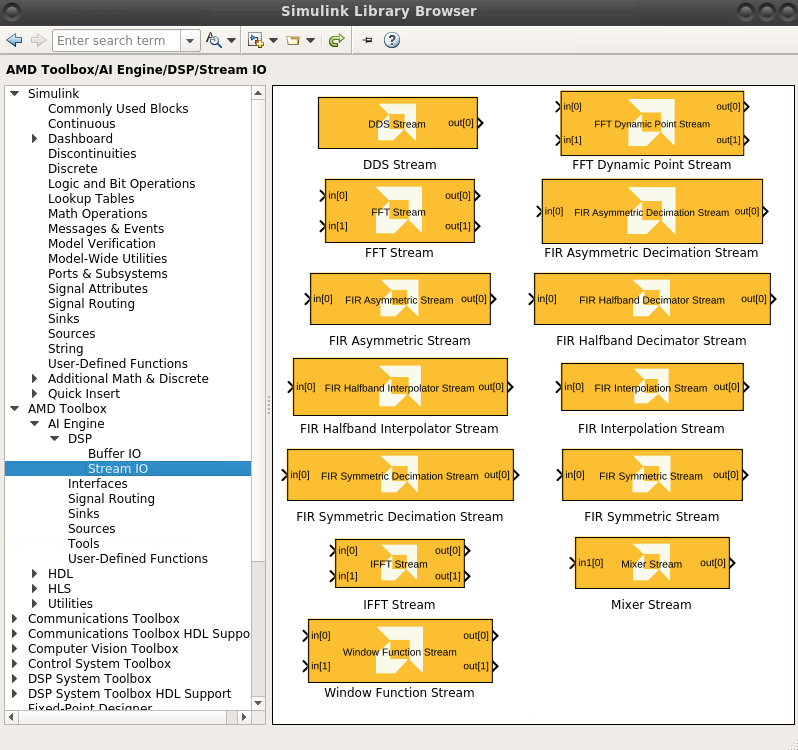 Simulink Library Browser
Enter search term
AMD Toolbox/AI Engine/DSP/Stream IO
Simulink
Commonly Used Blocks
Continuous
Dashboard
Discontinuities
Discrete
Logic and Bit Operations
Lookup Tables
Math Operations
Messages & Events
Model Verification
Model-Wide Utilities
Ports & Subsystems
Signal Attributes
Signal Routing
Sinks
Sources
String
User-Defined Functions
Additional Math & Discrete
Quick Insert
AMD Toolbox
AI Engine
DSP
Buffer IO
Stream IO
Interfaces
Signal Routing
Sinks
Sources
Tools
User-Defined Functions
HDL
HLS
Utilities
Communications Toolbox
Communications Toolbox HDL Suppo
Computer Vision Toolbox
Control System Toolbox
DSP System Toolbox
DSP System Toolbox HDL Support
Fixed-Point Designer
DDS Stream out[0]
DDS Stream
in[0] out[0]
FFT Dynamic Point Stream
in[1] out[1]
FFT Dynamic Point Stream
in[0] out[0]
FFT Stream
in[1] out[1]
FFT Stream
in[0] FIR Asymmetric Decimation Stream out[0]
FIR Asymmetric Decimation Stream
in[0] FIR Asymmetric Stream out[0]
FIR Asymmetric Stream
in[0] FIR Halfband Decimator Stream out[0]
FIR Halfband Decimator Stream
in[0] FIR Halfband Interpolator Stream out[0]
FIR Halfband Interpolator Stream
in[0] FIR Interpolation Stream out[0]
FIR Interpolation Stream
in[0] FIR Symmetric Decimation Stream out[0]
FIR Symmetric Decimation Stream
in[0] FIR Symmetric Stream out[0]
FIR Symmetric Stream
in[0] out[0]
IFFT Stream
in[1] out[1]
IFFT Stream
in1[0] Mixer Stream out[0]
Mixer Stream
in[0] out[0]
Window Function Stream
in[1] out[1]
Window Function Stream